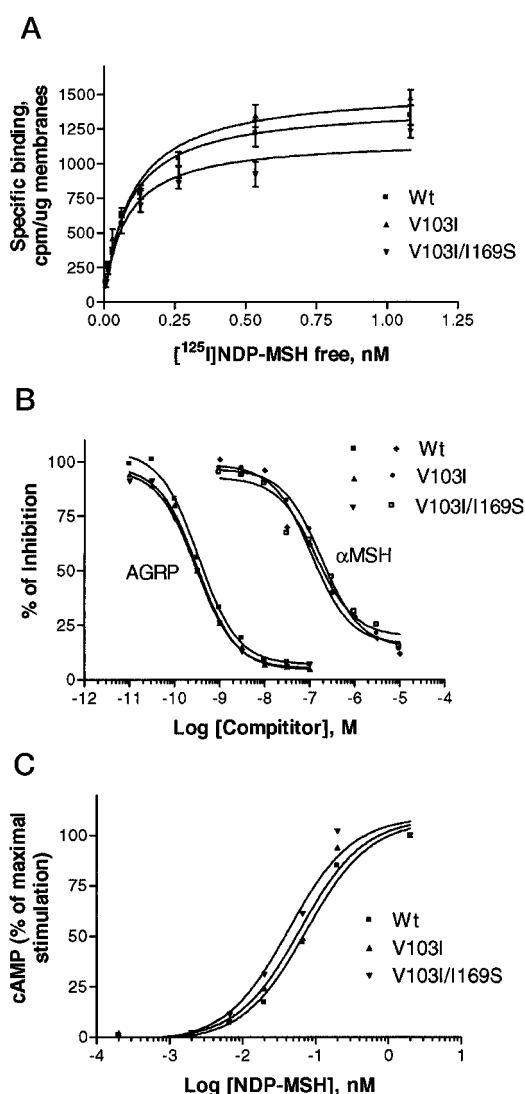 A
Specific binding,
cpm/ug membranes
1500
1250
1000
750
500
250
0
0.00 0.25 0.50 0.75 1.00 1.25
Wt
V103I
V103I/I169S
[125I]NDP-MSH free, nM
B
% of Inhibition
100
75
50
25
0
-12 -11 -10 -9 -8 -7 -6 -5 -4
Wt
V103I
V103I/I169S
AGRP
αMSH
Log [Compititor], M
C
cAMP (% of maximal
stimulation)
100
75
50
25
0
-4 -3 -2 -1 0 1
Wt
V103I
V103I/I169S
Log [NDP-MSH], nM